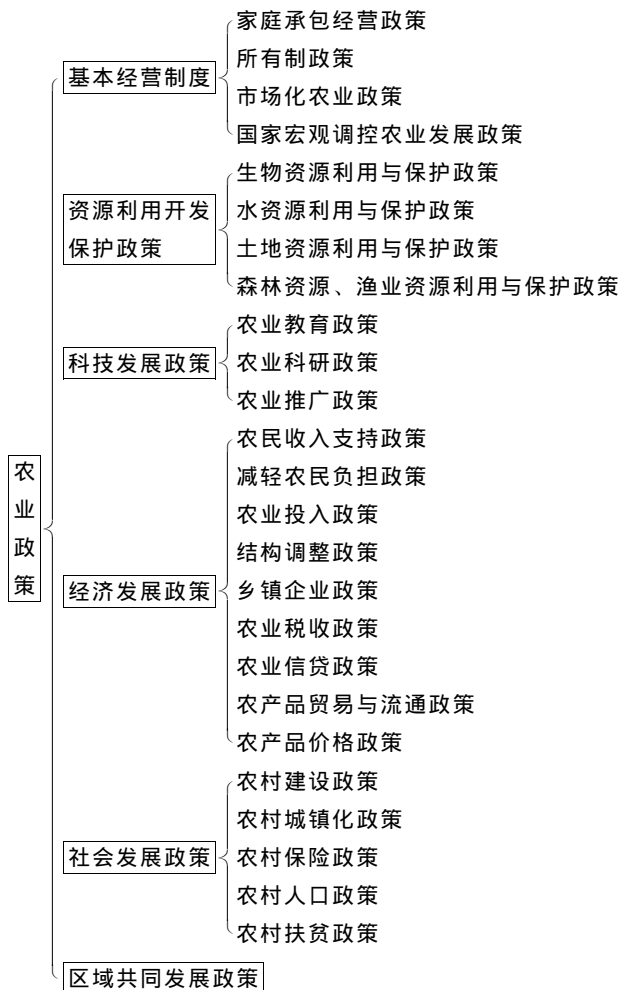 农业政策
基本经营制度
家庭承包经营政策
所有制政策
市场化农业政策
国家宏观调控农业发展政策
资源利用开发
保护政策
生物资源利用与保护政策
水资源利用与保护政策
土地资源利用与保护政策
森林资源、渔业资源利用与保护政策
科技发展政策
农业教育政策
农业科研政策
农业推广政策
经济发展政策
农民收入支持政策
减轻农民负担政策
农业投入政策
结构调整政策
乡镇企业政策
农业税收政策
农业信贷政策
农产品贸易与流通政策
农产品价格政策
社会发展政策
农村建设政策
农村城镇化政策
农村保险政策
农村人口政策
农村扶贫政策
区域共同发展政策